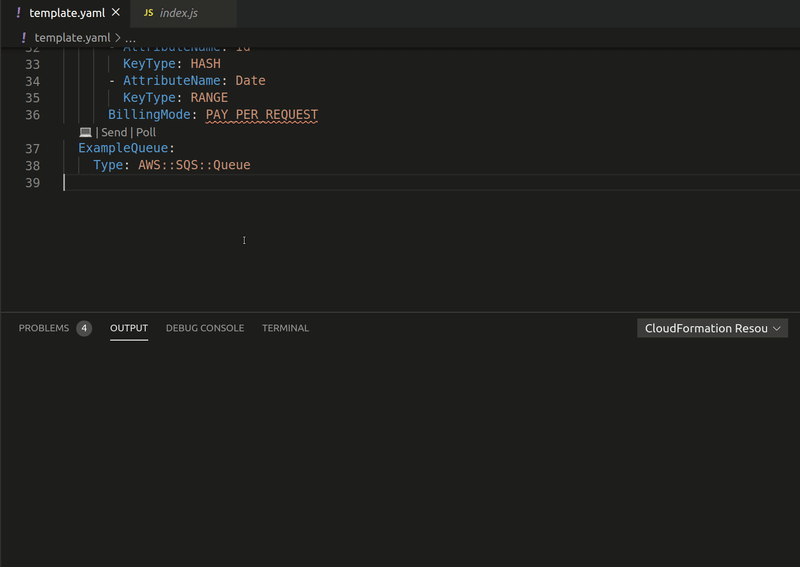 ! template.yaml × JS index.js
! template.yaml > ...
32 - AttributeName: Id
33 KeyType: HASH
34 - AttributeName: Date
35 KeyType: RANGE
36 BillingMode: PAY_PER_REQUEST
| Send | Poll
37 ExampleQueue:
38 Type: AWS::SQS::Queue
39
PROBLEMS 4 OUTPUT DEBUG CONSOLE TERMINAL CloudFormation Resou